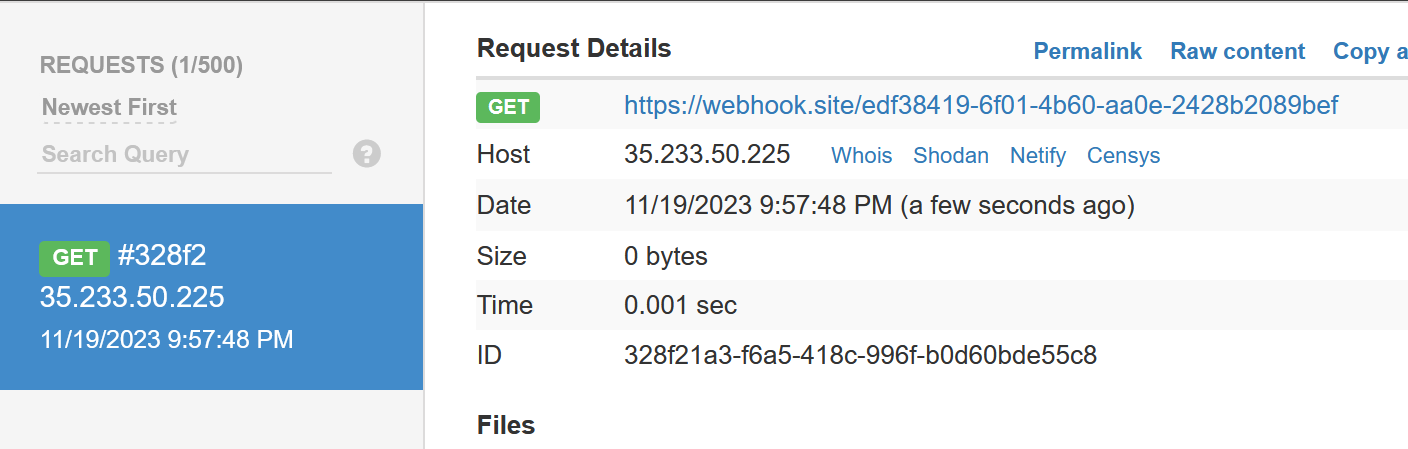 REQUESTS (1/500)
Newest First
Search Query ?
GET #328f2
35.233.50.225
11/19/2023 9:57:48 PM
Request Details Permalink Raw content Copy a
GET https://webhook.site/edf38419-6f01-4b60-aa0e-2428b2089bef
Host 35.233.50.225 Whois Shodan Netify Censys
Date 11/19/2023 9:57:48 PM (a few seconds ago)
Size 0 bytes
Time 0.001 sec
ID 328f21a3-f6a5-418c-996f-b0d60bde55c8
Files